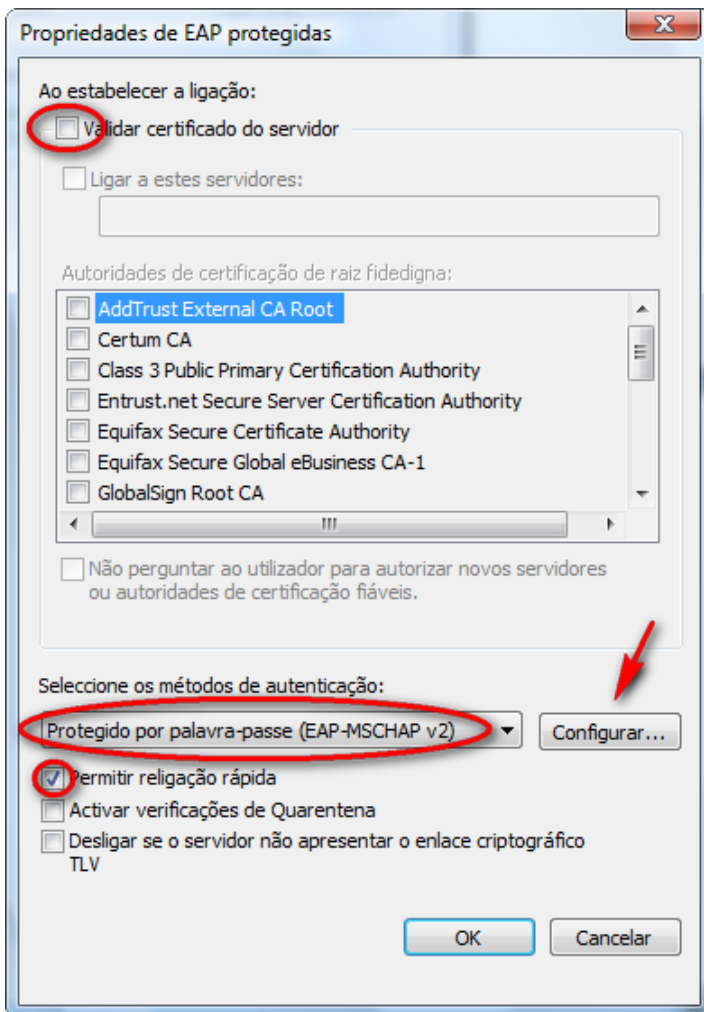 Propriedades de EAP protegidas
Ao estabelecer a ligação:
Validar certificado do servidor
Ligar a estes servidores:
Autoridades de certificação de raiz fidedigna:
AddTrust External CA Root
Certum CA
Class 3 Public Primary Certification Authority
Entrust.net Secure Server Certification Authority
Equifax Secure Certificate Authority
Equifax Secure Global eBusiness CA-1
GlobalSign Root CA
Não perguntar ao utilizador para autorizar novos servidores
ou autoridades de certificação fiáveis.
Seleccione os métodos de autenticação:
Protegido por palavra-passe (EAP-MSCHAP v2)
Configurar...
Permitir religação rápida
Activar verificações de Quarentena
Desligar se o servidor não apresentar o enlace criptográfico
TLV
OK
Cancelar